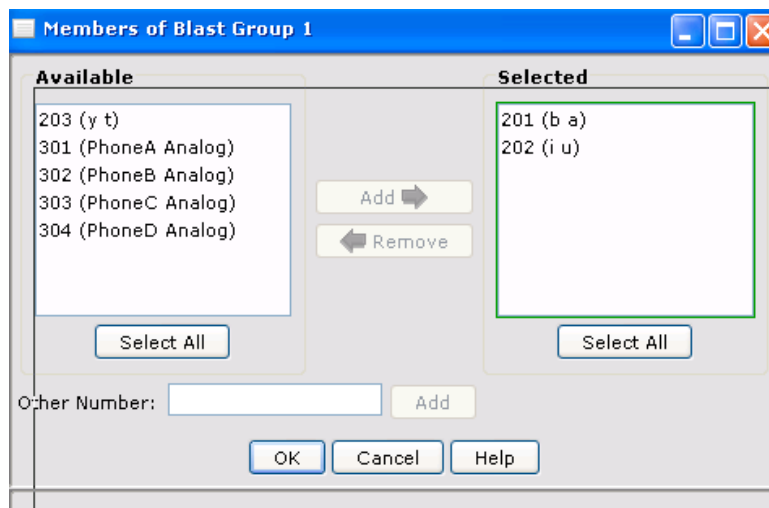 Members of Blast Group 1
Available
203 (y t)
301 (PhoneA Analog)
302 (PhoneB Analog)
303 (PhoneC Analog)
304 (PhoneD Analog)
Select All
Add
Remove
Selected
201 (b a)
202 (i u)
Select All
Other Number:
Add
OK
Cancel
Help